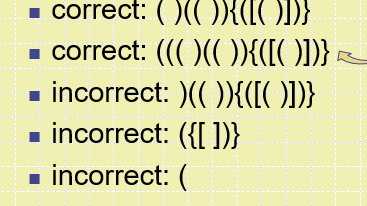 correct: ( )(( )){([( )])}
correct: ((( )(( )){([( )])}
incorrect: )(( )){([( )])}
incorrect: ({[ ])}
incorrect: (